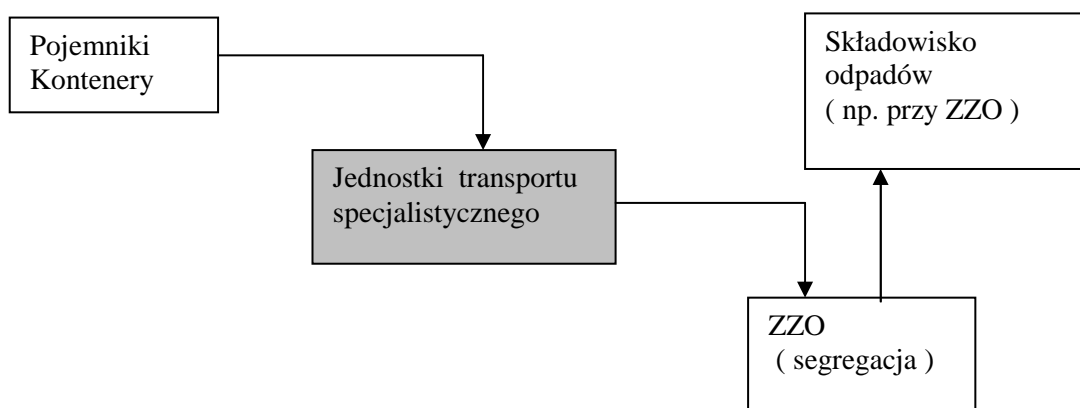 Pojemniki
Kontenery
Składowisko
odpadów
( np. przy ZZO )
Jednostki transportu
specjalistycznego
ZZO
( segregacja )